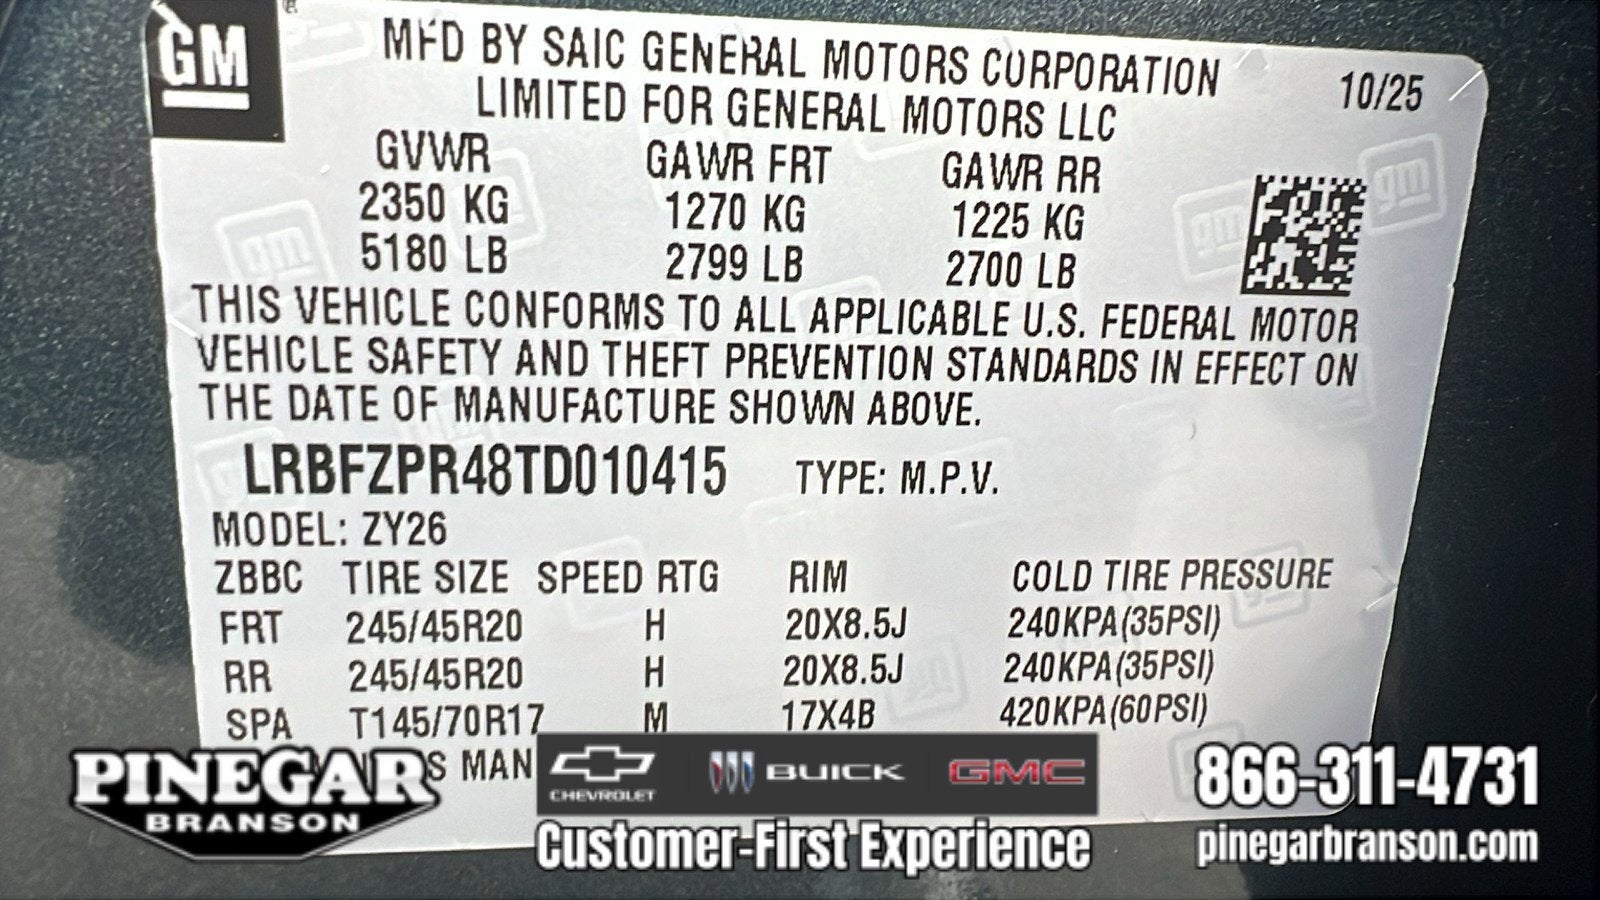 GM
MFD BY SAIC GENERAL MOTORS CORPORATION 10/25
LIMITED FOR GENERAL MOTORS LLC
GVWR GAWR FRT GAWR RR
2350 KG 1270 KG 1225 KG
5180 LB 2799 LB 2700 LB
THIS VEHICLE CONFORMS TO ALL APPLICABLE U.S. FEDERAL MOTOR
VEHICLE SAFETY AND THEFT PREVENTION STANDARDS IN EFFECT ON
THE DATE OF MANUFACTURE SHOWN ABOVE.
LRBFZPR48TD010415 TYPE: M.P.V.
MODEL: ZY26
ZBBC TIRE SIZE SPEED RTG RIM COLD TIRE PRESSURE
FRT 245/45R20 H 20X8.5J 240KPA(35PSI)
RR 245/45R20 H 20X8.5J 240KPA(35PSI)
SPA T145/70R17 M 17X4B 420KPA(60PSI)
PINEGAR
BRANSON
CHEVROLET BUICK GMC
Customer-First Experience
866-311-4731
pinegarbranson.com